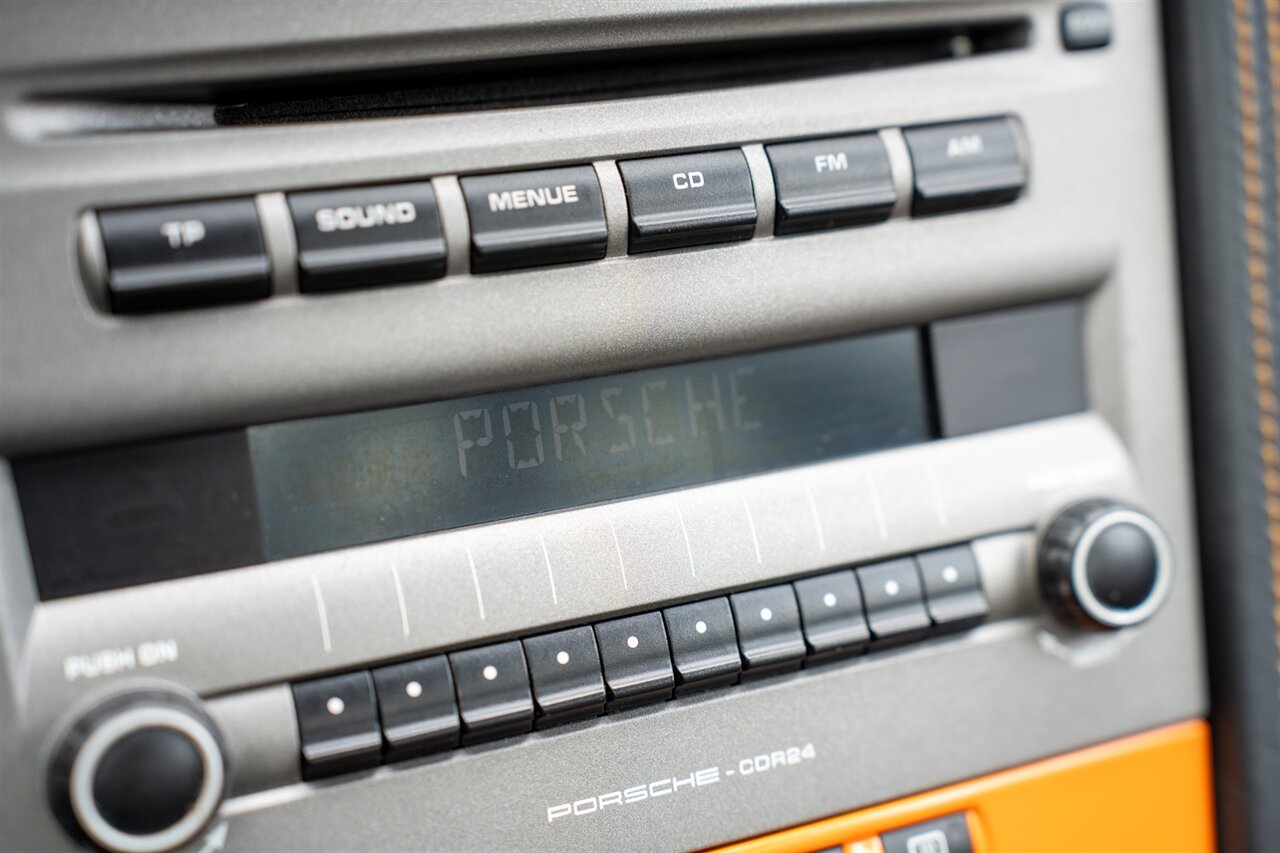 TP SOUND MENUE CD FM AM
PORSCHE
PUSH ON
PORSCHE - CDR24